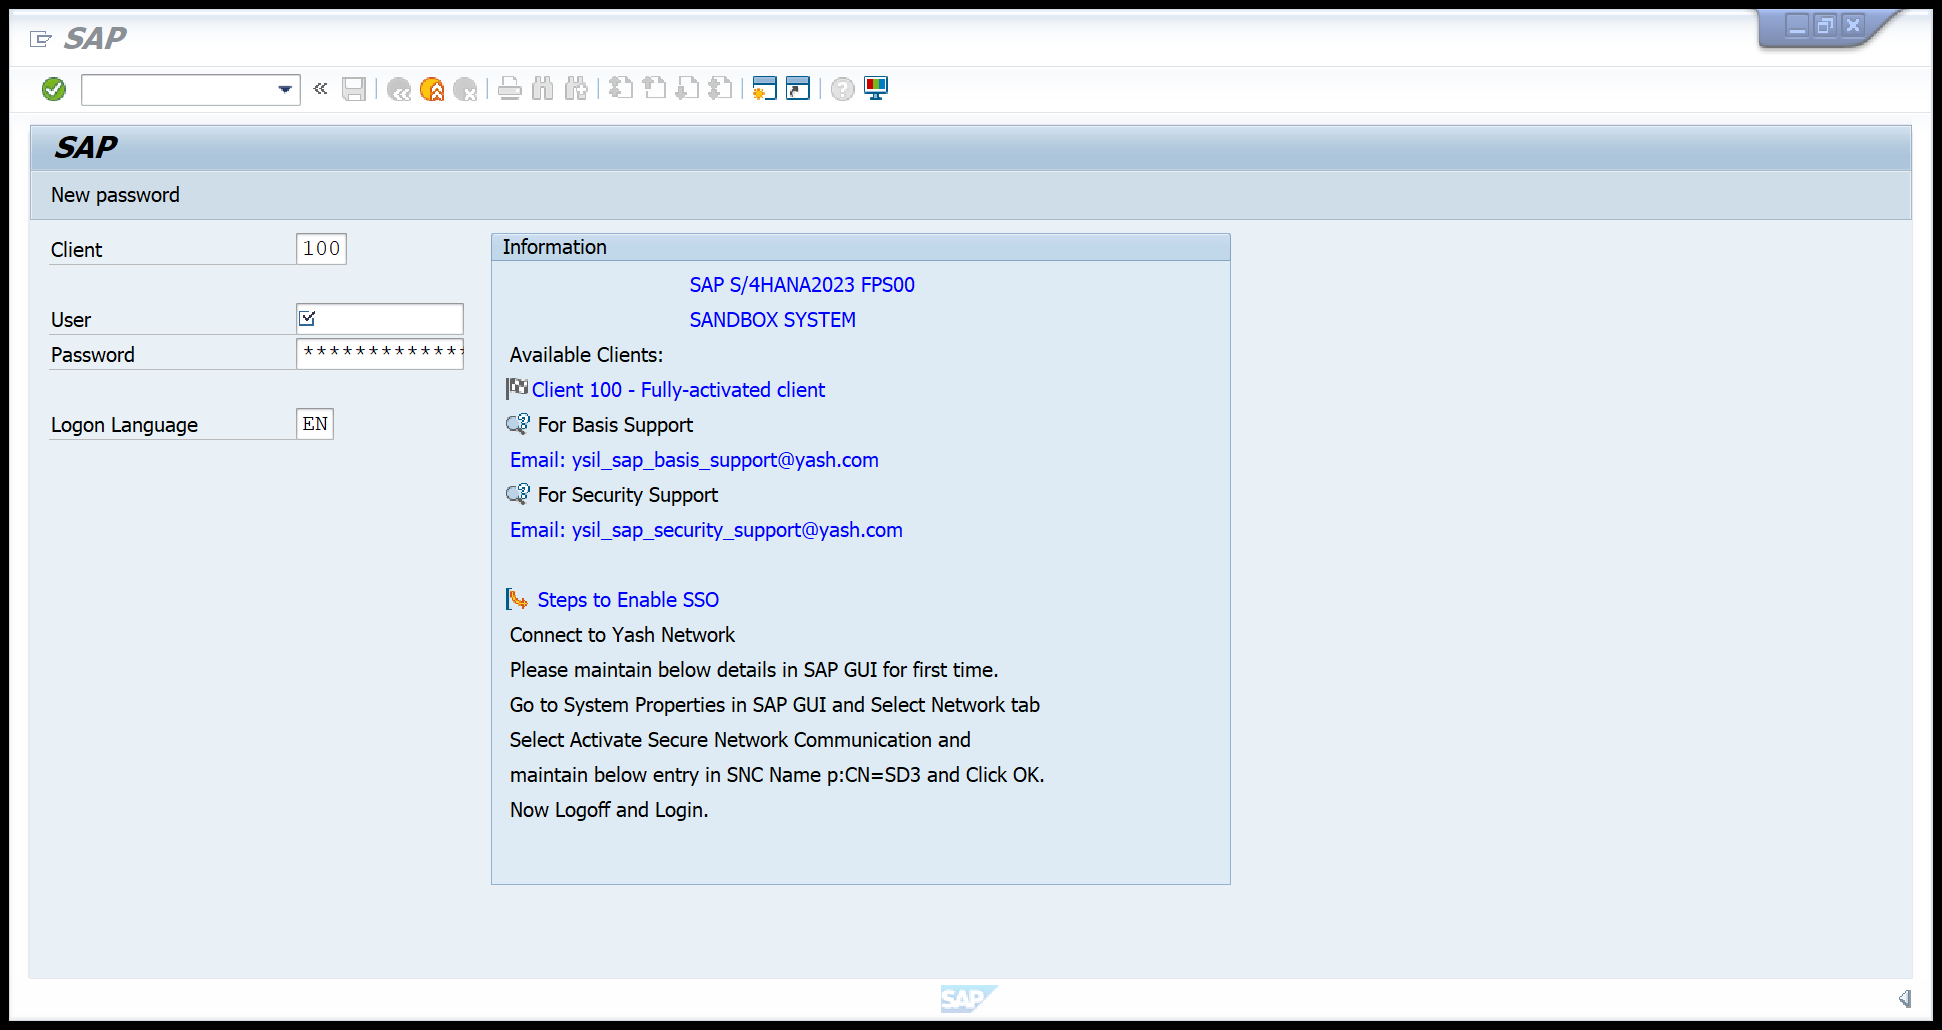 SAP
SAP
New password
Client 100
User
Password *************
Logon Language EN
Information
SAP S/4HANA2023 FPS00
SANDBOX SYSTEM
Available Clients:
Client 100 - Fully-activated client
For Basis Support
Email: ysil_sap_basis_support@yash.com
For Security Support
Email: ysil_sap_security_support@yash.com
Steps to Enable SSO
Connect to Yash Network
Please maintain below details in SAP GUI for first time.
Go to System Properties in SAP GUI and Select Network tab
Select Activate Secure Network Communication and
maintain below entry in SNC Name p:CN=SD3 and Click OK.
Now Logoff and Login.
SAP